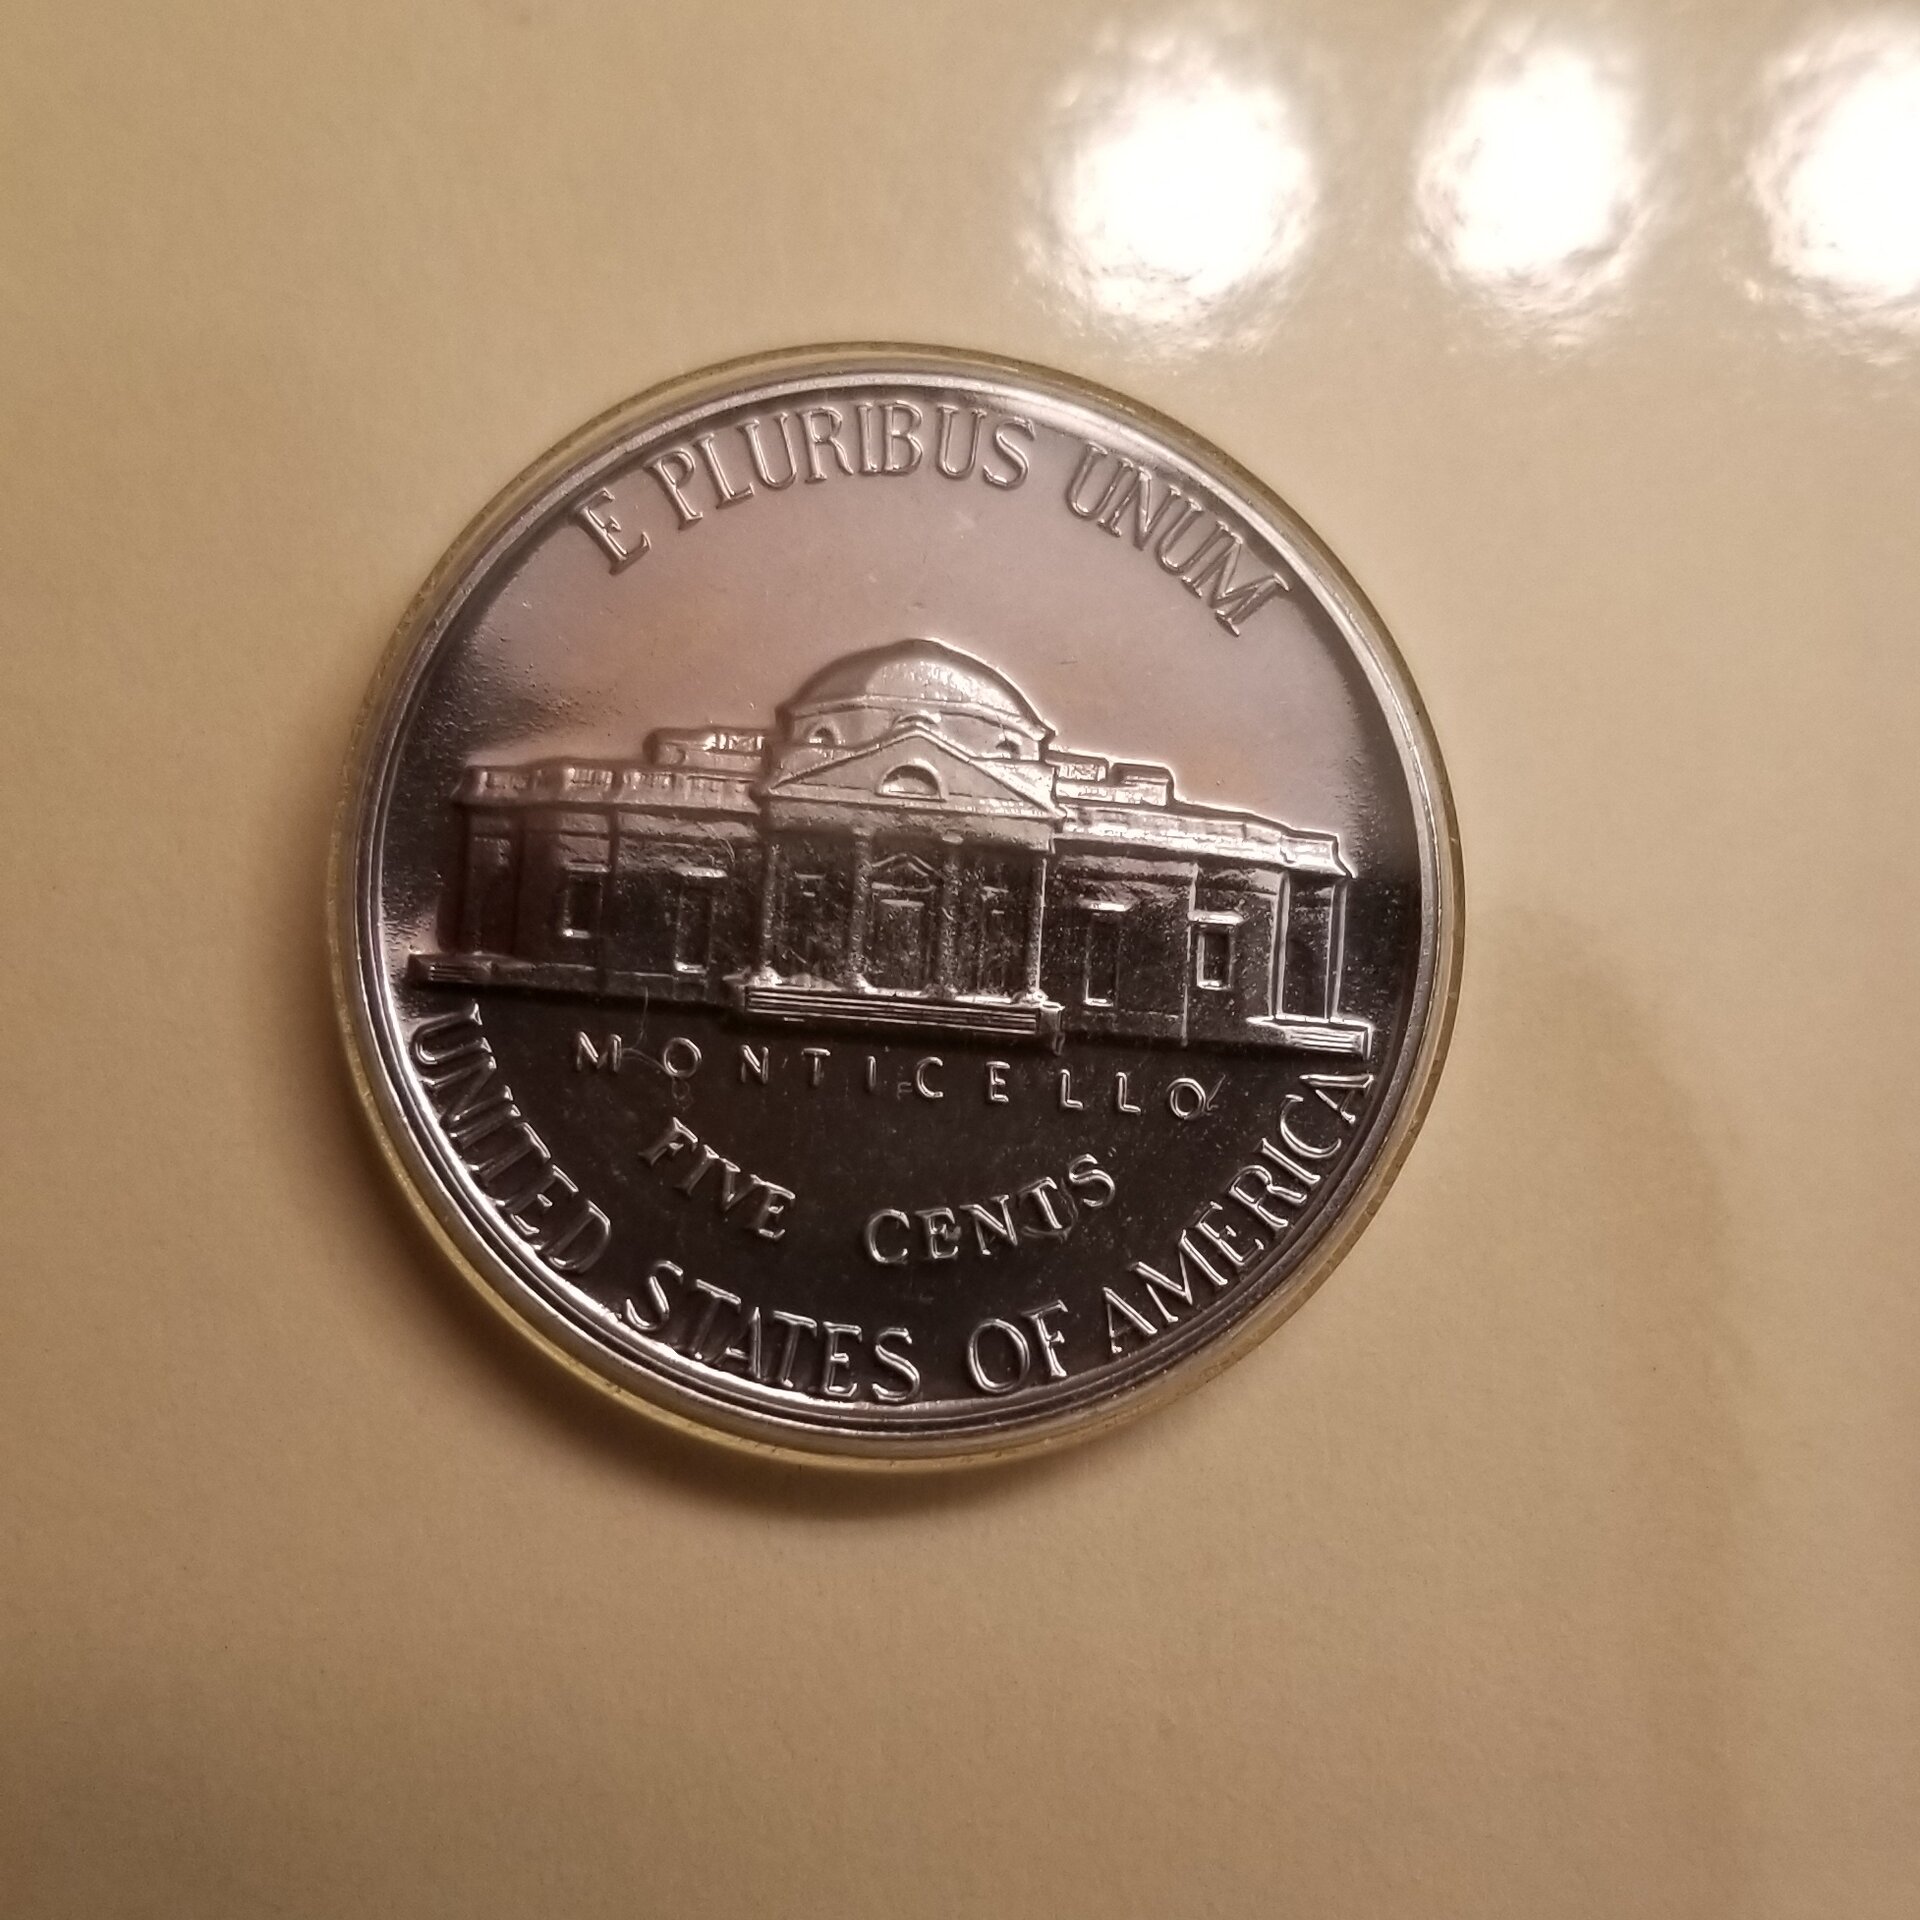 E PLURIBUS UNUM
MONTICELLO
FIVE CENTS
UNITED STATES OF AMERICA